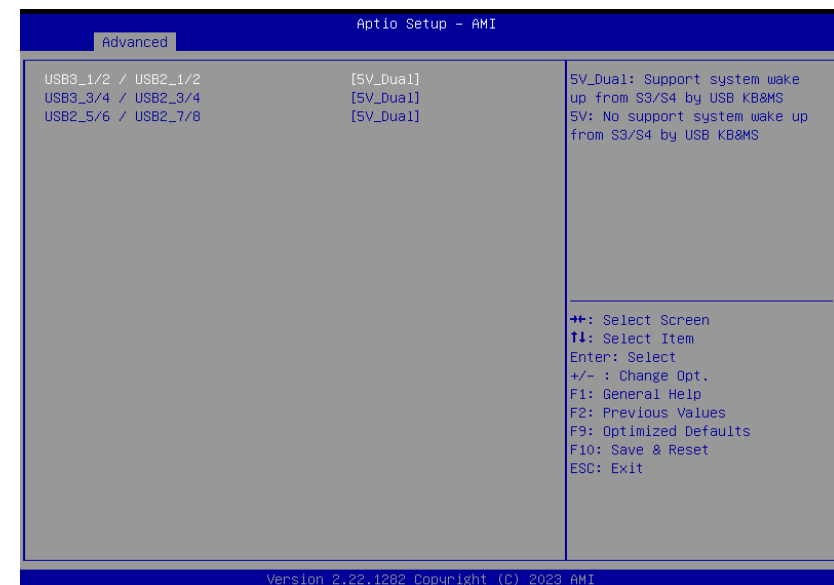 Aptio Setup - AMI
Advanced
USB3_1/2 / USB2_1/2 [5V_Dual]
USB3_3/4 / USB2_3/4 [5V_Dual]
USB2_5/6 / USB2_7/8 [5V_Dual]
5V_Dual: Support system wake
up from S3/S4 by USB KB&MS
5V: No support system wake up
from S3/S4 by USB KB&MS
→←: Select Screen
↑↓: Select Item
Enter: Select
+/- : Change Opt.
F1: General Help
F2: Previous Values
F9: Optimized Defaults
F10: Save & Reset
ESC: Exit
Version 2.22.1282 Copyright (C) 2023 AMI